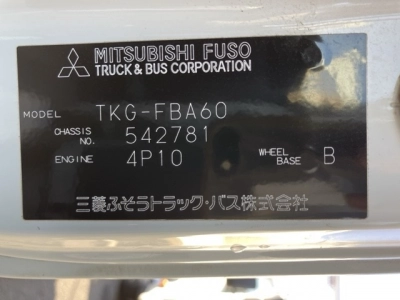 MITSUBISHI FUSO
TRUCK & BUS CORPORATION
MODEL TKG-FBA60
CHASSIS NO. 542781
ENGINE 4P10 WHEEL BASE B
三菱ふそうトラック・バス株式会社